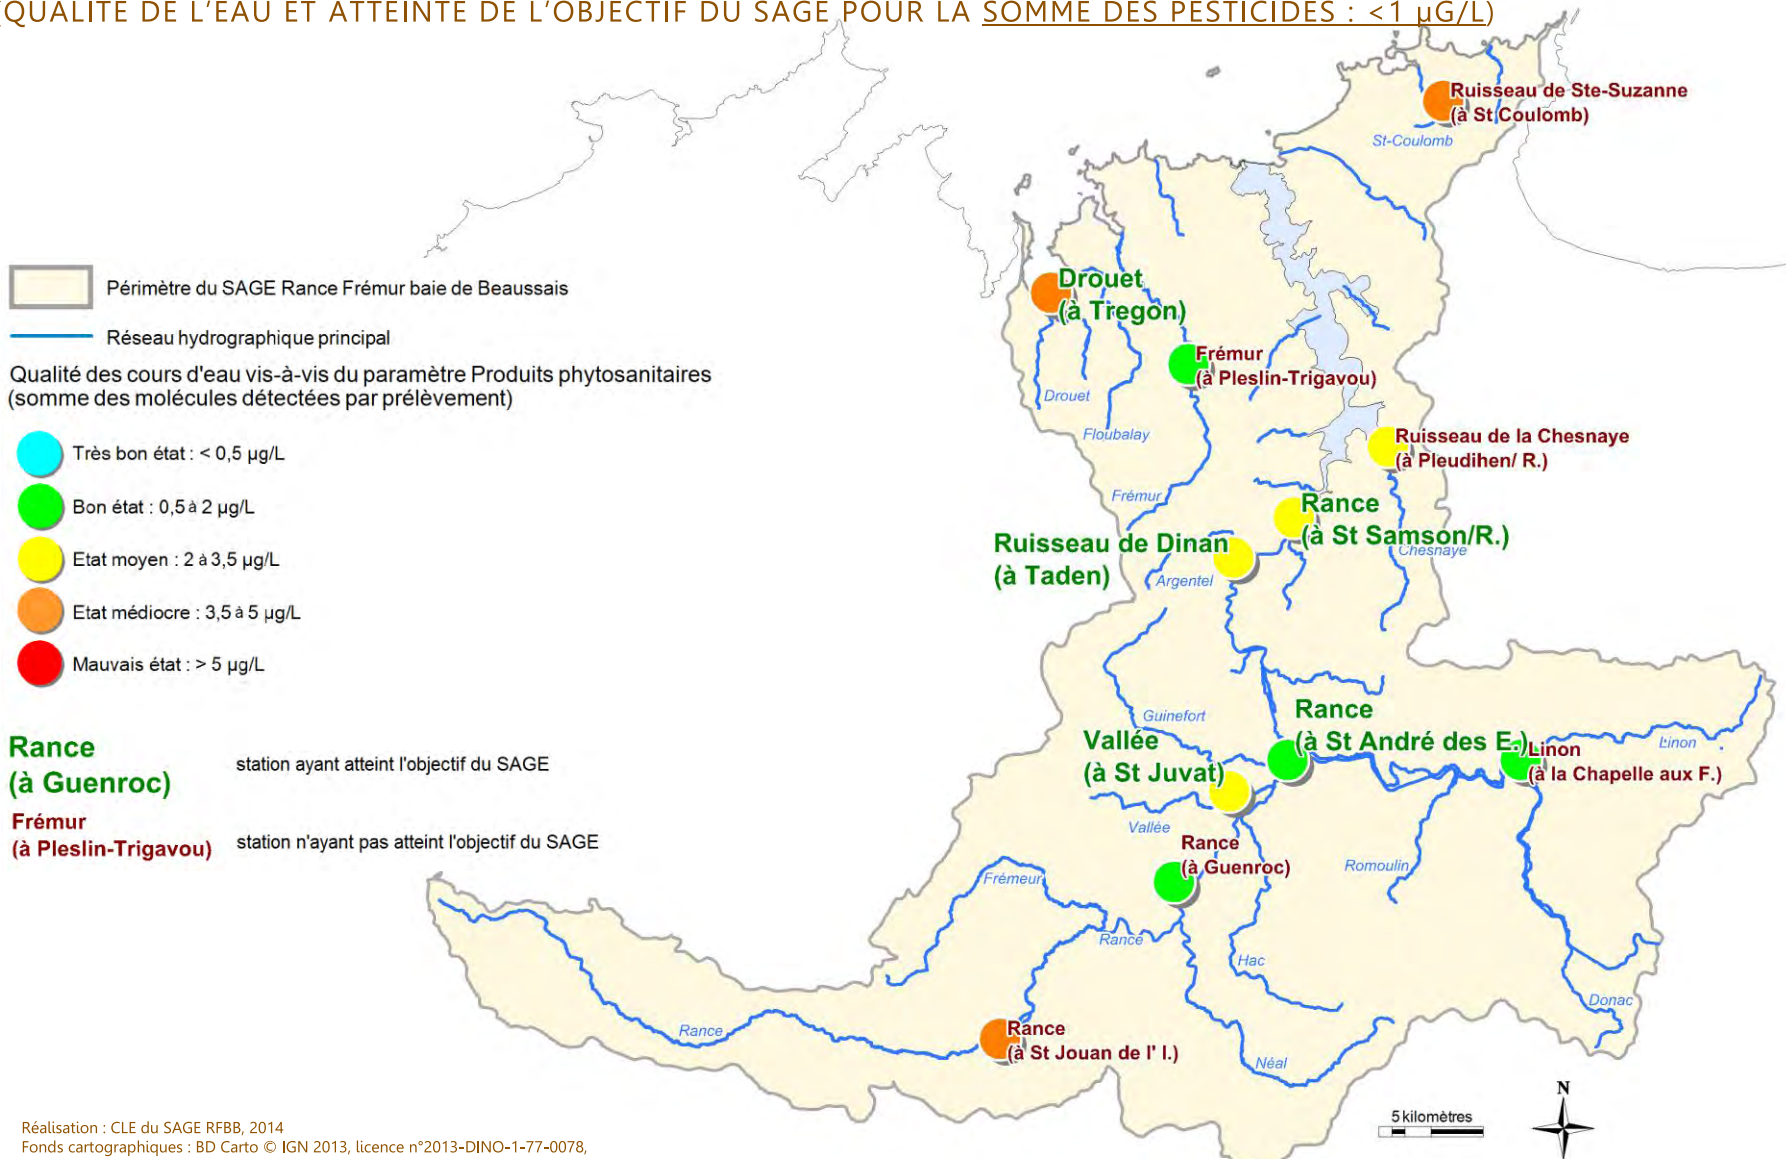 (QUALITÉ DE L'EAU ET ATTEINTE DE L'OBJECTIF DU SAGE POUR LA SOMME DES PESTICIDES : <1 µG/L)
Ruisseau de Ste-Suzanne
(à St Coulomb)
St-Coulomb
Périmètre du SAGE Rance Frémur baie de Beaussais
Réseau hydrographique principal
Qualité des cours d'eau vis-à-vis du paramètre Produits phytosanitaires
(somme des molécules détectées par prélèvement)
Très bon état : < 0,5 µg/L
Bon état : 0,5 à 2 µg/L
Etat moyen : 2 à 3,5 µg/L
Etat médiocre : 3,5 à 5 µg/L
Mauvais état : > 5 µg/L
Rance
(à Guenroc)
station ayant atteint l'objectif du SAGE
Frémur
(à Pleslin-Trigavou)
station n'ayant pas atteint l'objectif du SAGE
Drouet
(à Tregon)
Frémur
(à Pleslin-Trigavou)
Drouet
Floubalay
Ruisseau de la Chesnaye
(à Pleudihen/ R.)
Frémur
Rance
(à St Samson/R.)
Ruisseau de Dinan
(à Taden)
Chesnaye
Argentel
Guinefort
Rance
(à St André des E.)
Vallée
(à St Juvat)
Linon
(à la Chapelle aux F.)
Linon
Vallée
Rance
(à Guenroc)
Romoulin
Frémeur
Rance
Hac
Donac
Rance
Rance
(à St Jouan de l' I.)
Néal
5 kilomètres
N
Réalisation : CLE du SAGE RFBB, 2014
Fonds cartographiques : BD Carto © IGN 2013, licence n°2013-DINO-1-77-0078,